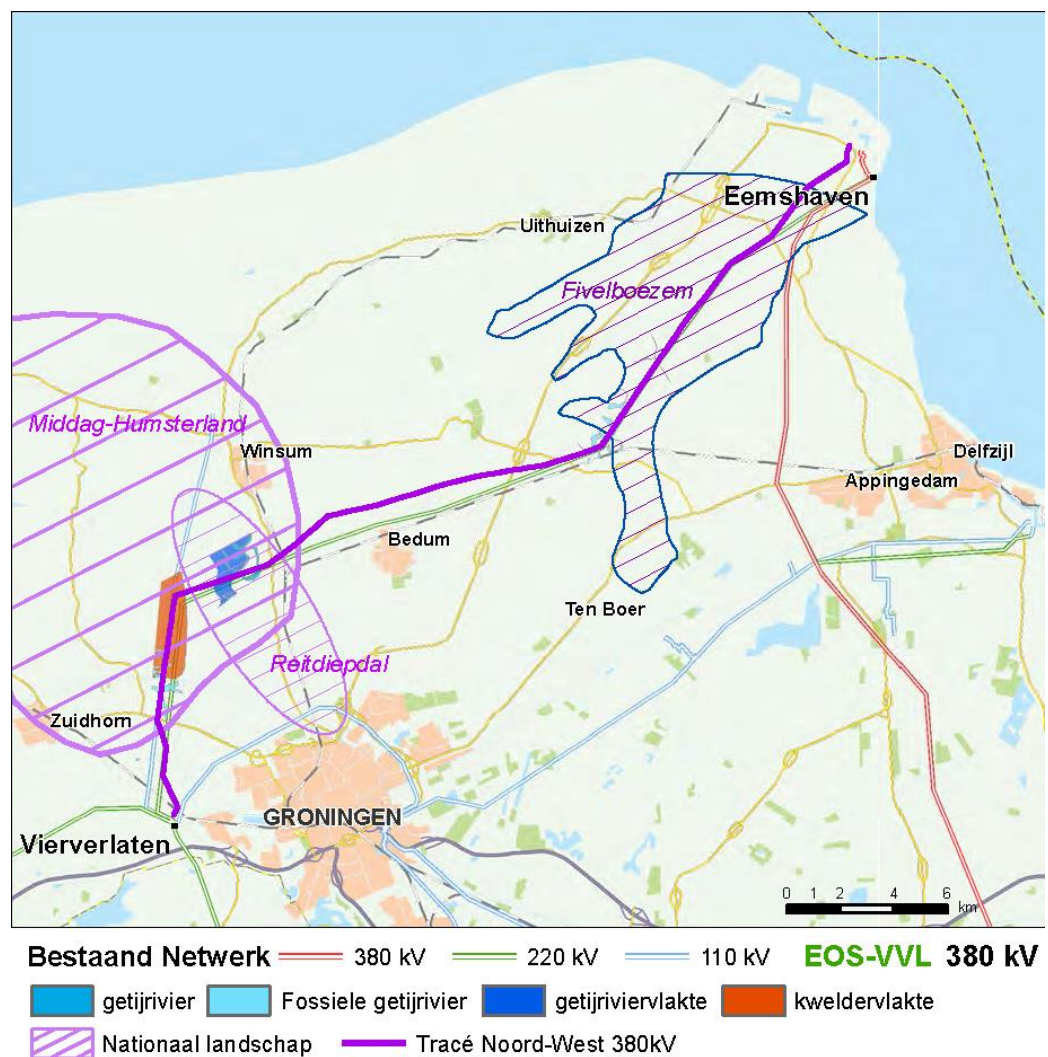 Eemshaven
Uithuizen
Fivelboezem
Middag-Humsterland
Winsum
Delfzijl
Appingedam
Bedum
Ten Boer
Reitdiepdal
Zuidhorn
GRONINGEN
Vierverlaten
0 1 2 4 6
km
Bestaand Netwerk 380 kV 220 kV 110 kV EOS-VVL 380 kV
getijrivier Fossiele getijrivier getijriviervlakte kweldervlakte
Nationaal landschap Tracé Noord-West 380kV